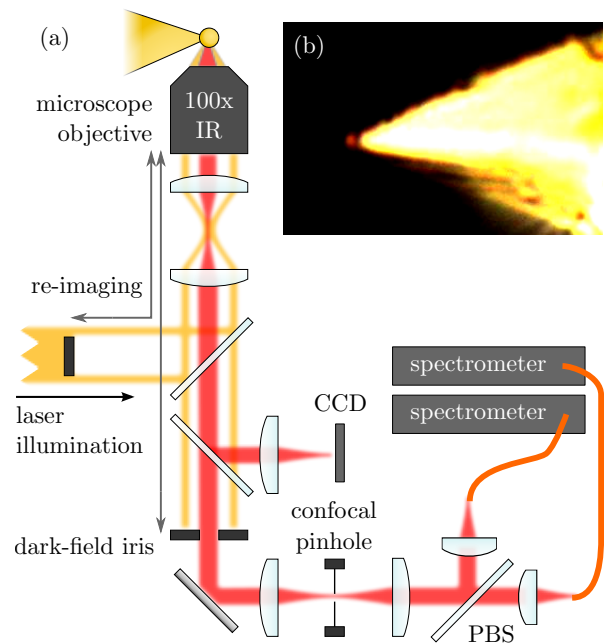 (a)
(b)
microscope
objective
100x
IR
re-imaging
laser
illumination
CCD
spectrometer
spectrometer
dark-field iris
confocal
pinhole
PBS